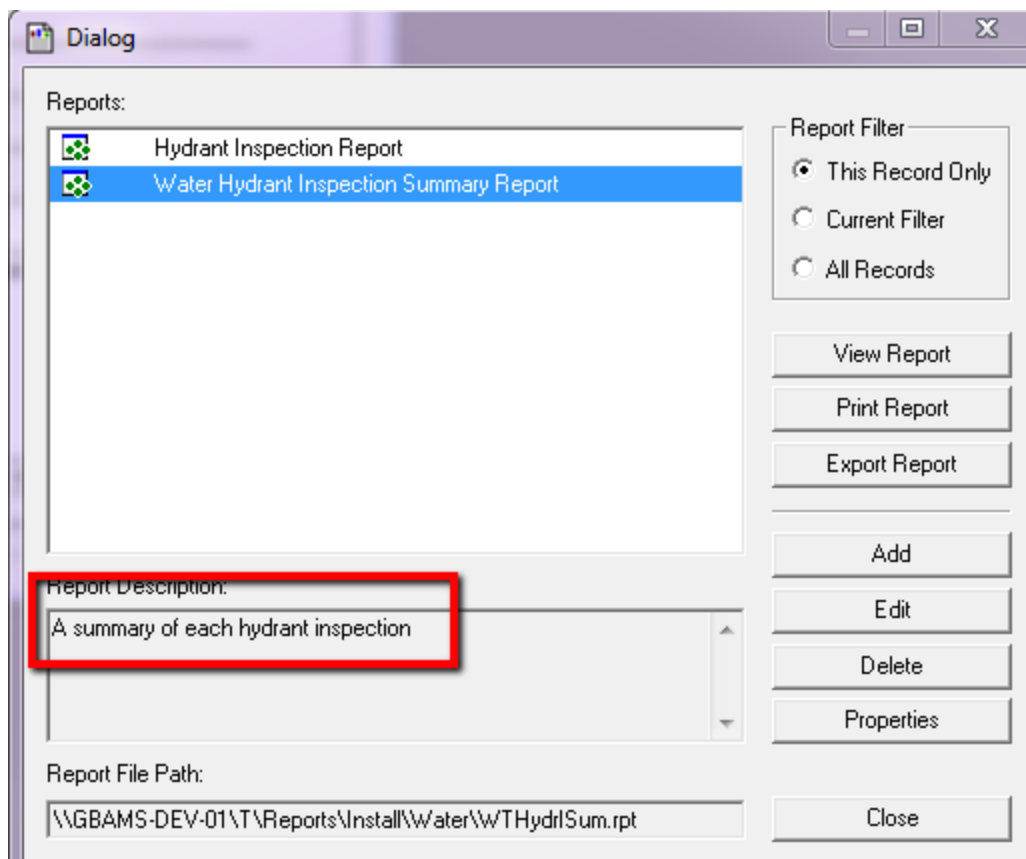 Dialog
Reports:
Hydrant Inspection Report
Water Hydrant Inspection Summary Report
Report Filter
This Record Only
Current Filter
All Records
View Report
Print Report
Export Report
Add
Edit
Delete
Properties
Report Description:
A summary of each hydrant inspection
Report File Path:
\\GBAMS-DEV-01\T\Reports\Install\Water\WTHydrISum.rpt
Close